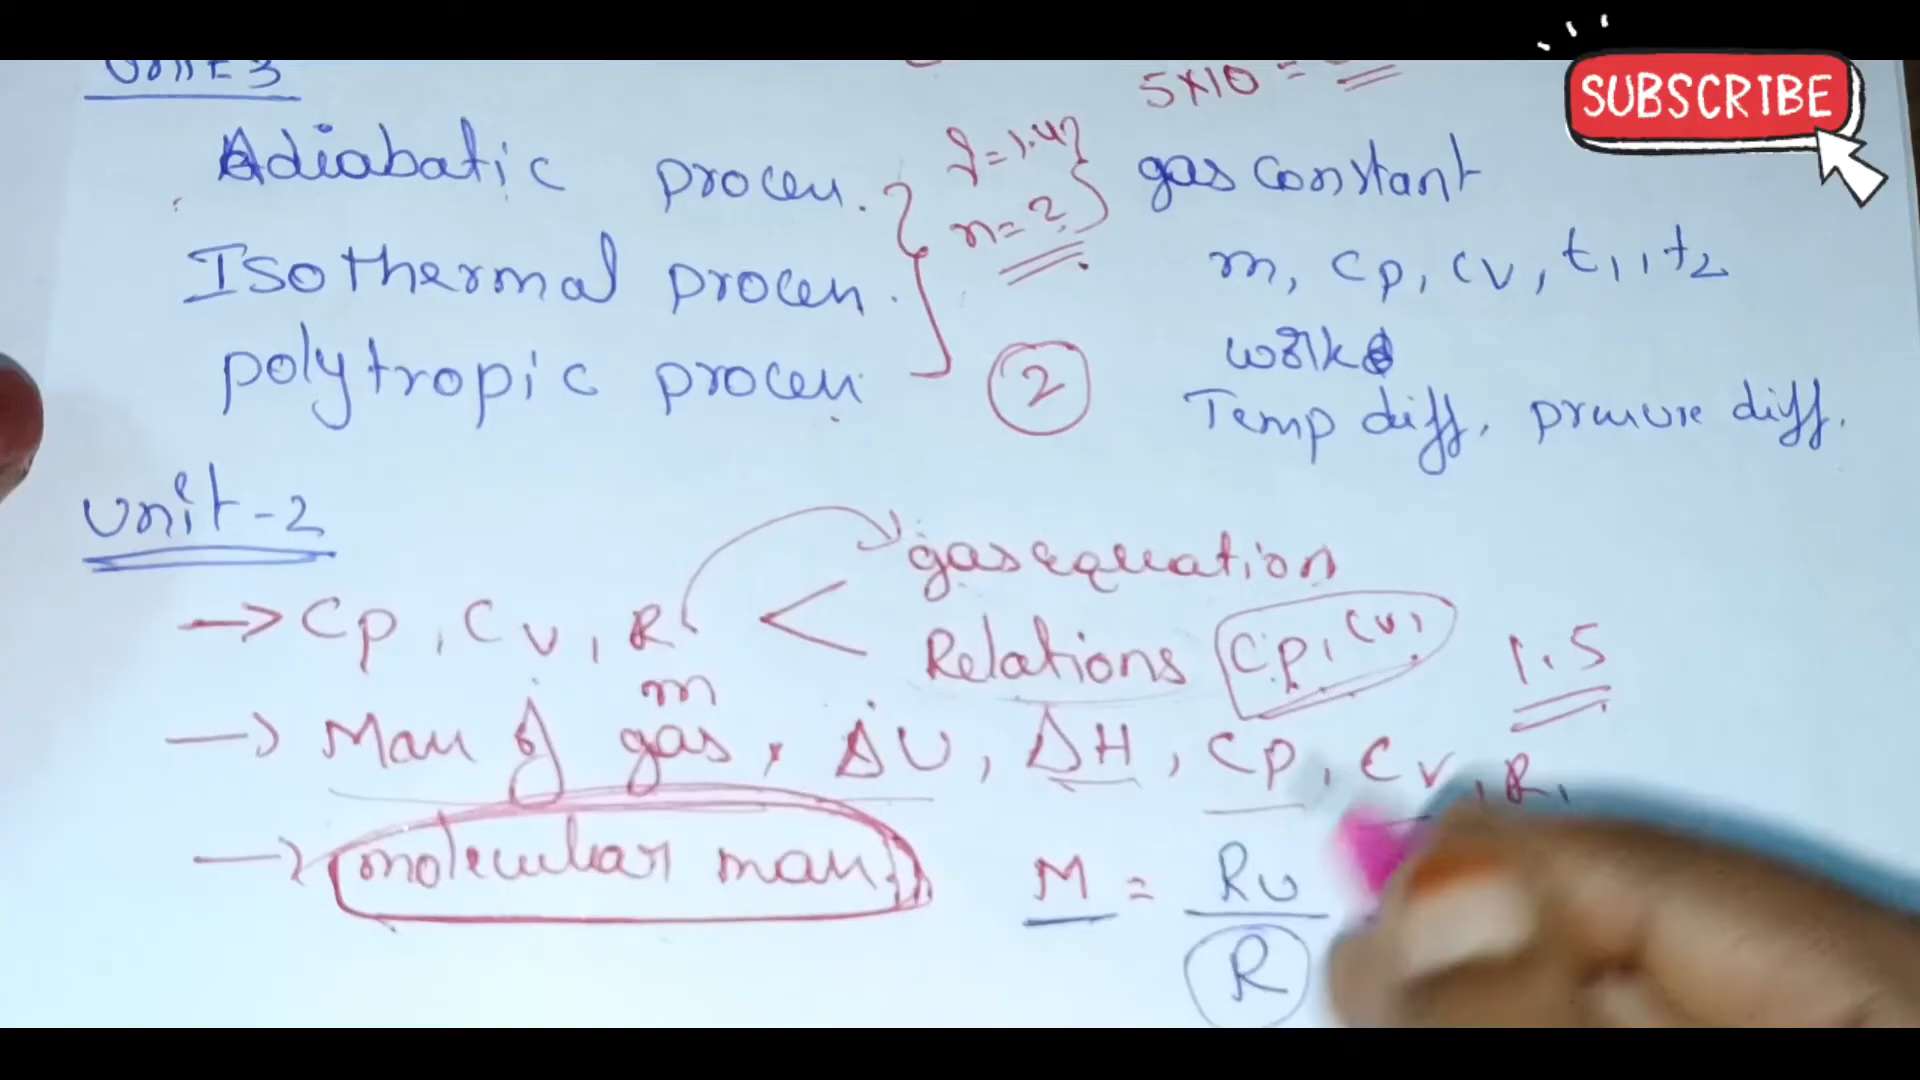 Unit 3
5x10 =
SUBSCRIBE
Adiabatic process.
γ=1.4
n=?
gas constant
Isothermal process.
m, Cp, Cv, t1, t2
work
polytropic process
2
Temp diff, pressure diff.
Unit-2
gas equation
→ Cp, Cv, R
Relations Cp, Cv,
1.5
m
→ Mass of gas, ΔU, ΔH, Cp, Cv, R,
→ molecular mass
M = Ru
R